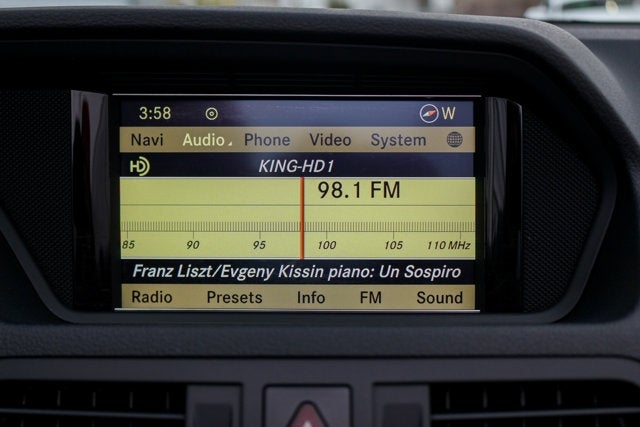 3:58 W
Navi Audio Phone Video System
HD KING-HD1
98.1 FM
85 90 95 100 105 110 MHz
Franz Liszt/Evgeny Kissin piano: Un Sospiro
Radio Presets Info FM Sound